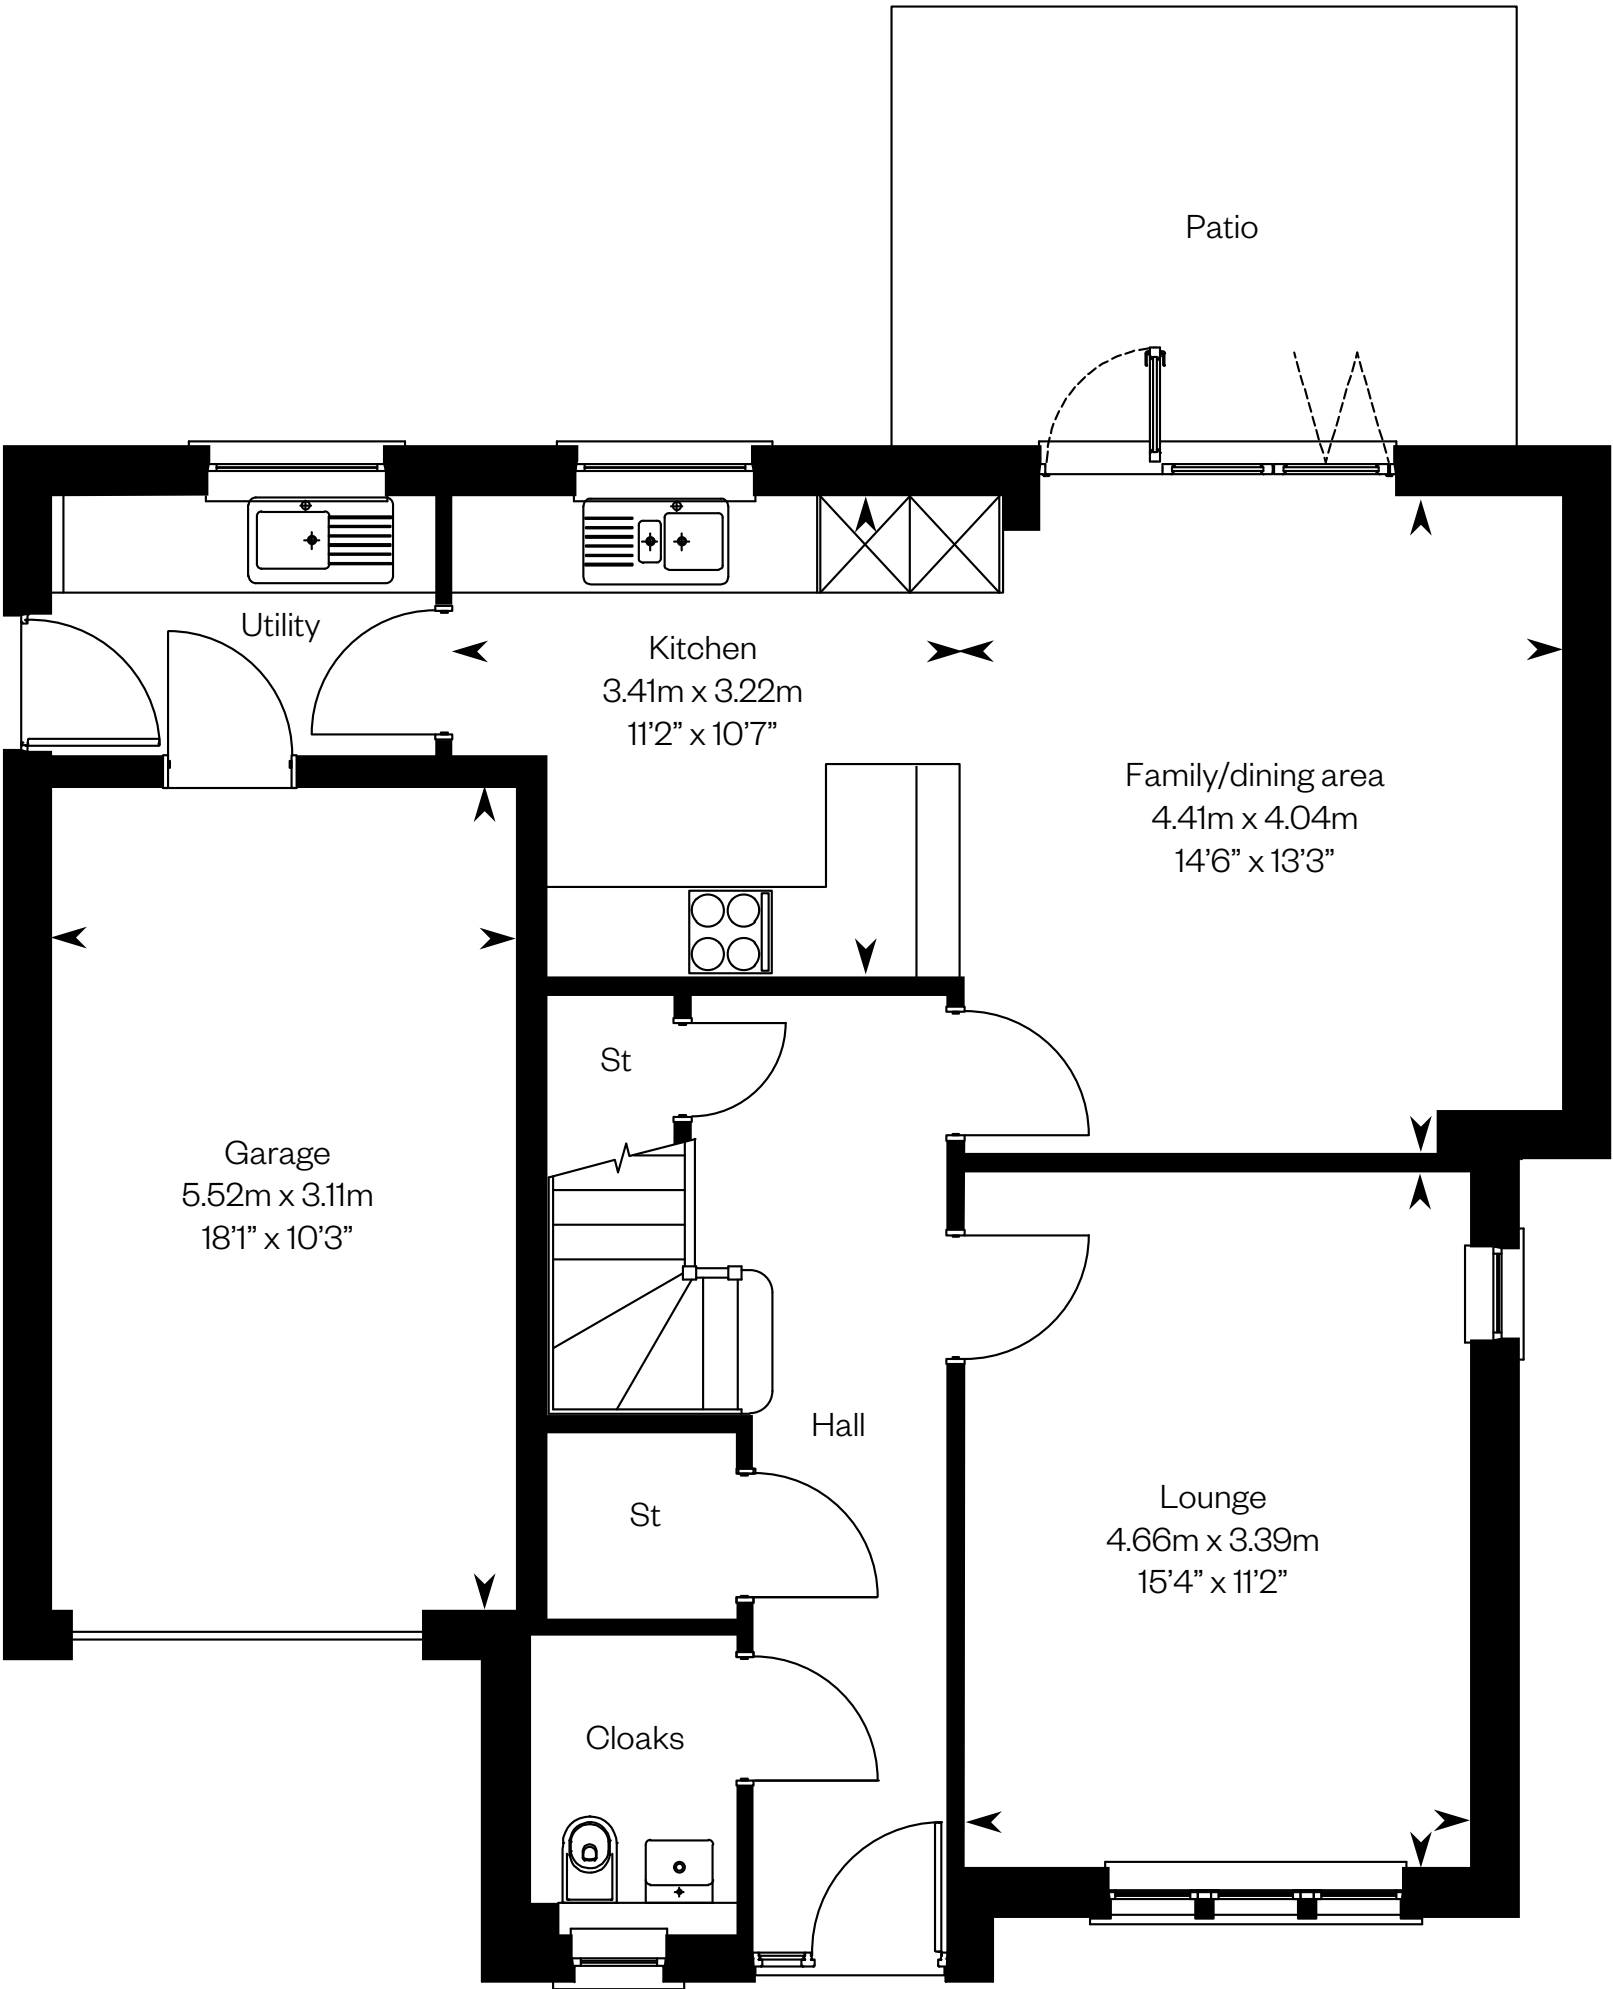 Patio
Utility
Kitchen
3.41m x 3.22m
11’2” x 10’7”
Family/dining area
4.41m x 4.04m
14’6” x 13’3”
St
Garage
5.52m x 3.11m
18’1” x 10’3”
Hall
Lounge
4.66m x 3.39m
15’4” x 11’2”
St
Cloaks